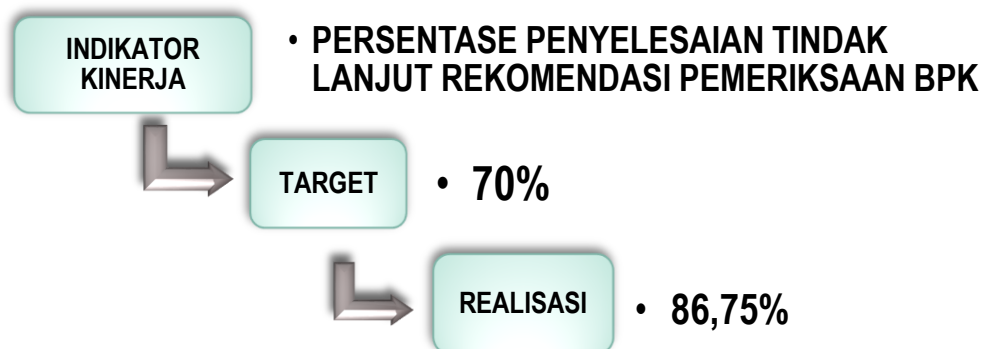 INDIKATOR
KINERJA
• PERSENTASE PENYELESAIAN TINDAK
LANJUT REKOMENDASI PEMERIKSAAN BPK
TARGET
• 70%
REALISASI
• 86,75%